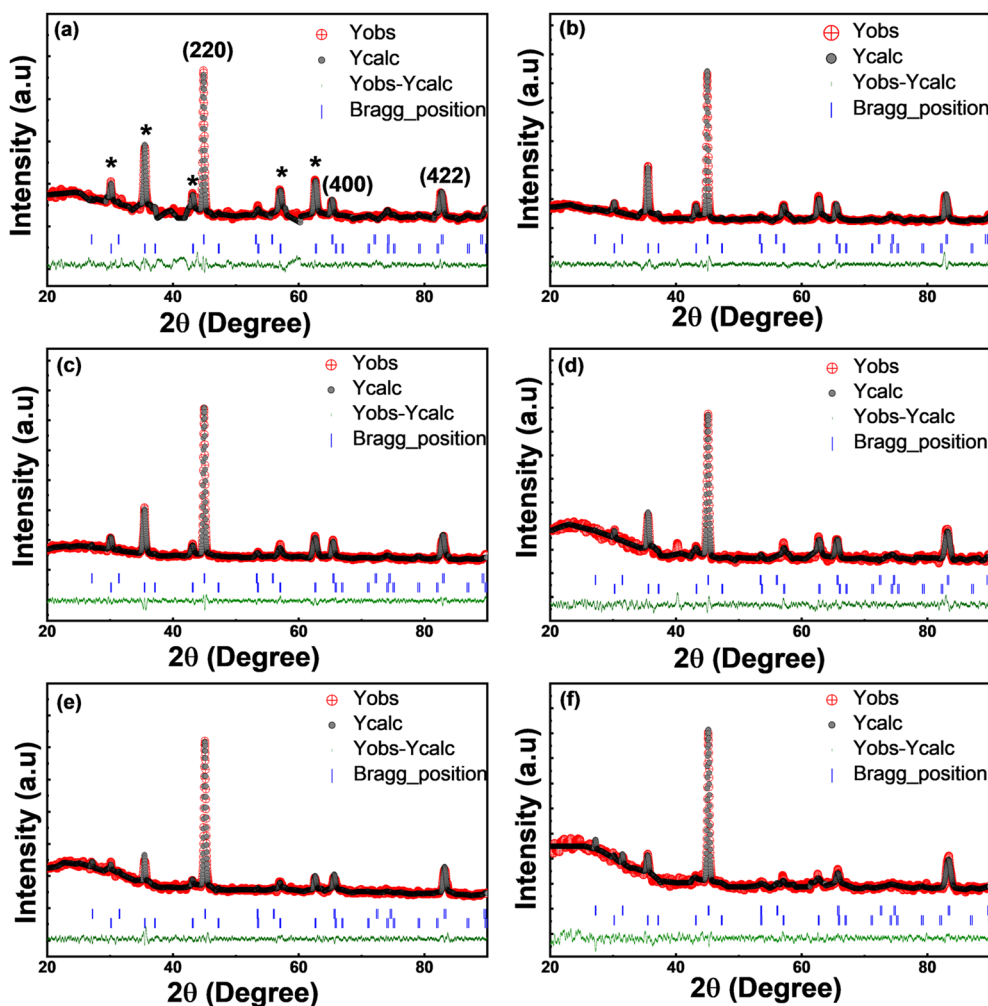 (a)
Yobs
Ycalc
Yobs-Ycalc
Bragg_position
(220)
*
*
*
*
*
(400)
(422)
Intensity (a.u)
20 40 60 80
2θ (Degree)
(b)
Yobs
Ycalc
Yobs-Ycalc
Bragg_position
Intensity (a.u)
20 40 60 80
2θ (Degree)
(c)
Yobs
Ycalc
Yobs-Ycalc
Bragg_position
Intensity (a.u)
20 40 60 80
2θ (Degree)
(d)
Yobs
Ycalc
Yobs-Ycalc
Bragg_position
Intensity (a.u)
20 40 60 80
2θ (Degree)
(e)
Yobs
Ycalc
Yobs-Ycalc
Bragg_position
Intensity (a.u)
20 40 60 80
2θ (Degree)
(f)
Yobs
Ycalc
Yobs-Ycalc
Bragg_position
Intensity (a.u)
20 40 60 80
2θ (Degree)